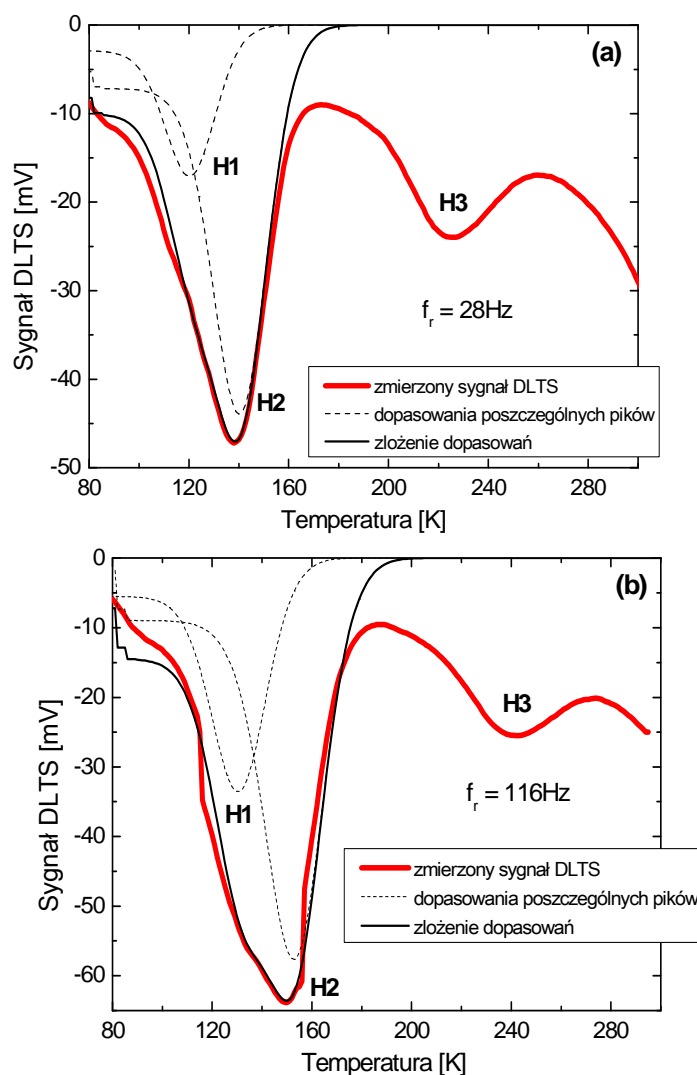 (a)
0
-10
-20
-30
-40
-50
Sygnał DLTS [mV]
H1
H2
H3
f_r = 28Hz
zmierzony sygnał DLTS
dopasowania poszczególnych pików
zlożenie dopasowań
80 120 160 200 240 280
Temperatura [K]
(b)
0
-10
-20
-30
-40
-50
-60
Sygnał DLTS [mV]
H1
H2
H3
f_r = 116Hz
zmierzony sygnał DLTS
dopasowania poszczególnych pików
zlożenie dopasowań
80 120 160 200 240 280
Temperatura [K]